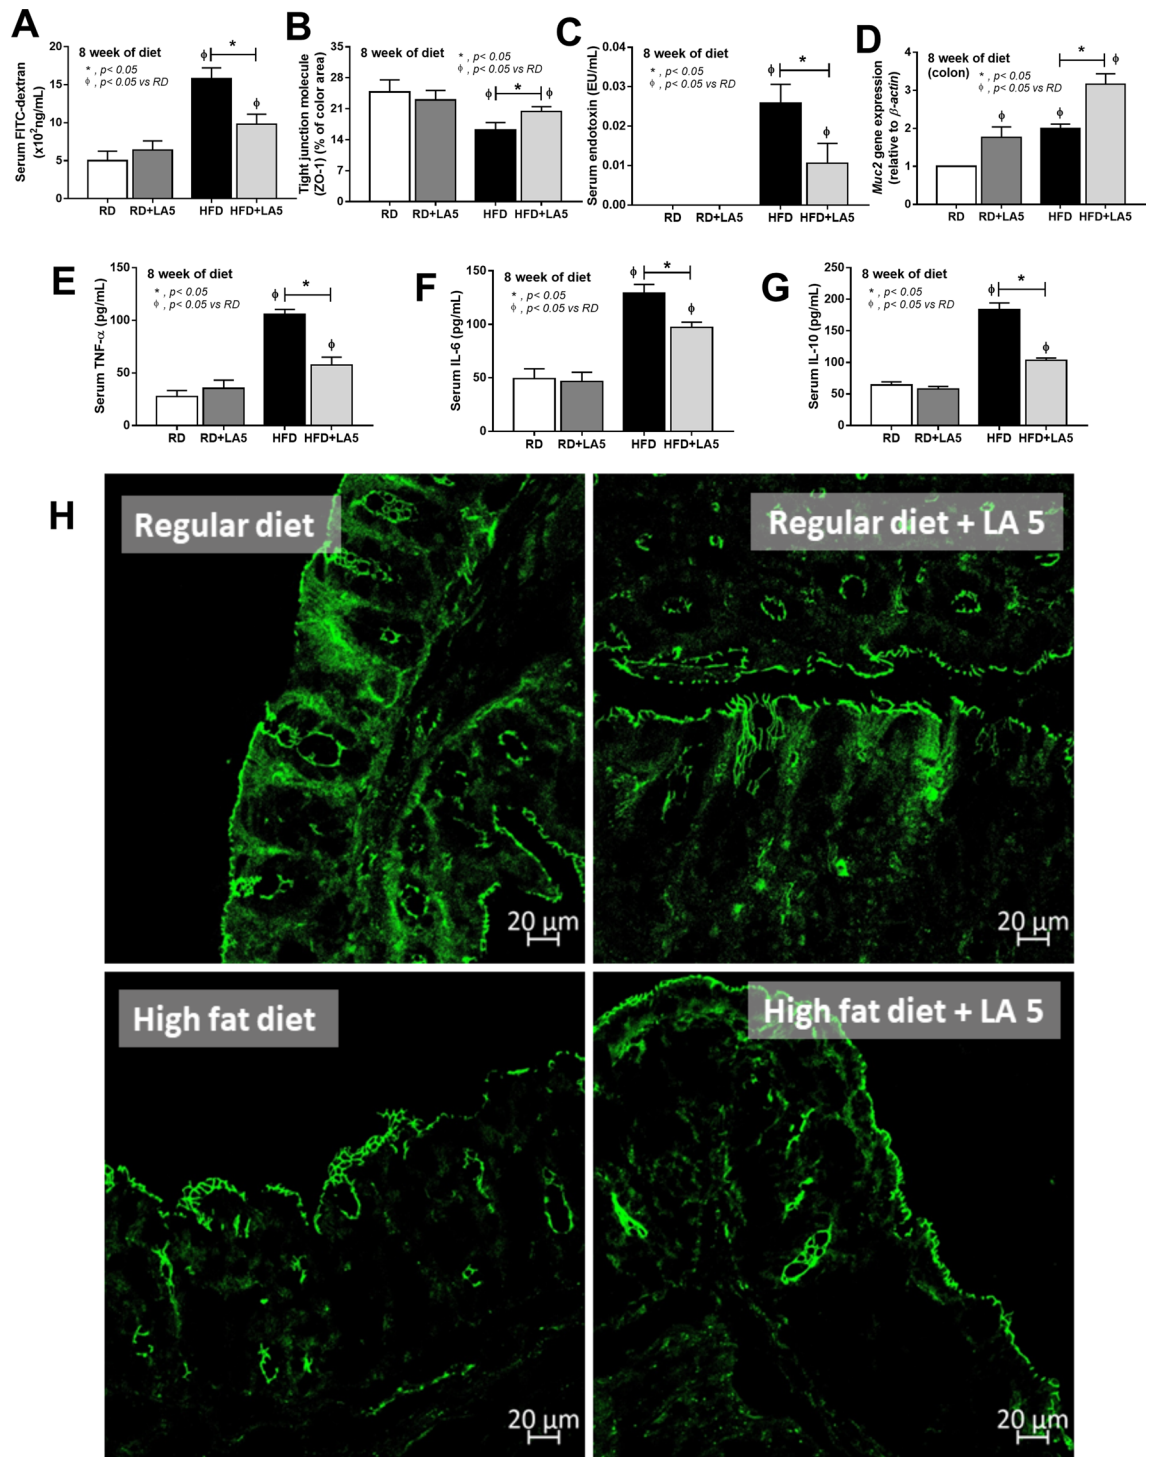 A
8 week of diet
* , p< 0.05
ϕ , p< 0.05 vs RD
Serum FITC-dextran
(x10²ng/mL)
20
15
10
5
0
RD RD+LA5 HFD HFD+LA5
ϕ
*
ϕ
B
8 week of diet
* , p< 0.05
ϕ , p< 0.05 vs RD
Tight junction molecule
(ZO-1) (% of color area)
35
28
21
14
7
0
RD RD+LA5 HFD HFD+LA5
ϕ * ϕ
C
8 week of diet
* , p< 0.05
ϕ , p< 0.05 vs RD
Serum endotoxin (EU/mL)
0.04
0.03
0.02
0.01
0.00
RD RD+LA5 HFD HFD+LA5
ϕ
*
ϕ
D
8 week of diet
(colon)
* , p< 0.05
ϕ , p< 0.05 vs RD
Muc2 gene expression
(relative to β-actin)
4
3
2
1
0
RD RD+LA5 HFD HFD+LA5
*
ϕ
ϕ
ϕ
E
8 week of diet
* , p< 0.05
ϕ , p< 0.05 vs RD
Serum TNF-α (pg/mL)
150
100
50
0
RD RD+LA5 HFD HFD+LA5
ϕ
*
ϕ
F
8 week of diet
* , p< 0.05
ϕ , p< 0.05 vs RD
Serum IL-6 (pg/mL)
150
100
50
0
RD RD+LA5 HFD HFD+LA5
ϕ
*
ϕ
G
8 week of diet
* , p< 0.05
ϕ , p< 0.05 vs RD
Serum IL-10 (pg/mL)
250
200
150
100
50
0
RD RD+LA5 HFD HFD+LA5
ϕ
*
ϕ
H
Regular diet
20 µm
Regular diet + LA 5
20 µm
High fat diet
20 µm
High fat diet + LA 5
20 µm